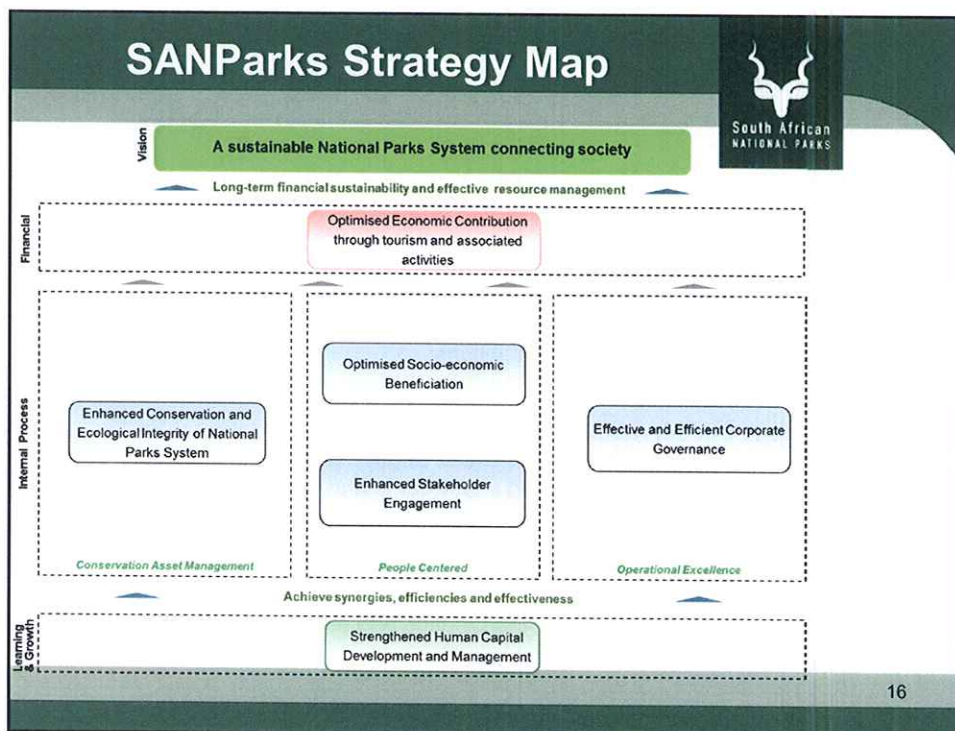 SANParks Strategy Map
South African
NATIONAL PARKS
Vision
A sustainable National Parks System connecting society
Long-term financial sustainability and effective resource management
Financial
Optimised Economic Contribution
through tourism and associated
activities
Internal Process
Enhanced Conservation and
Ecological Integrity of National
Parks System
Conservation Asset Management
Optimised Socio-economic
Beneficiation
Enhanced Stakeholder
Engagement
People Centered
Effective and Efficient Corporate
Governance
Operational Excellence
Achieve synergies, efficiencies and effectiveness
Learning
& Growth
Strengthened Human Capital
Development and Management
16